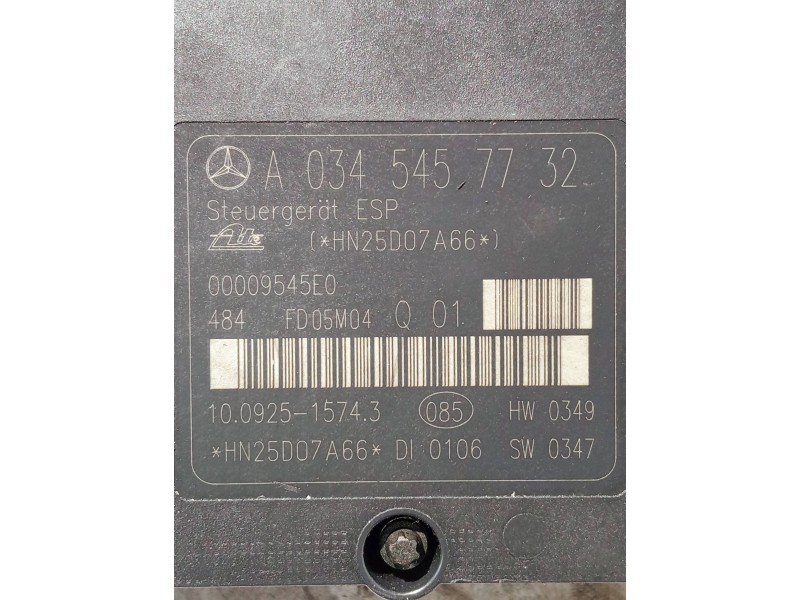 A 034 545 77 32
Steuergerät ESP
Ate (*HN25D07A66*)
00009545E0
484 FD05M04 Q 01
10.0925-1574.3 085 HW 0349
*HN25D07A66* DI 0106 SW 0347